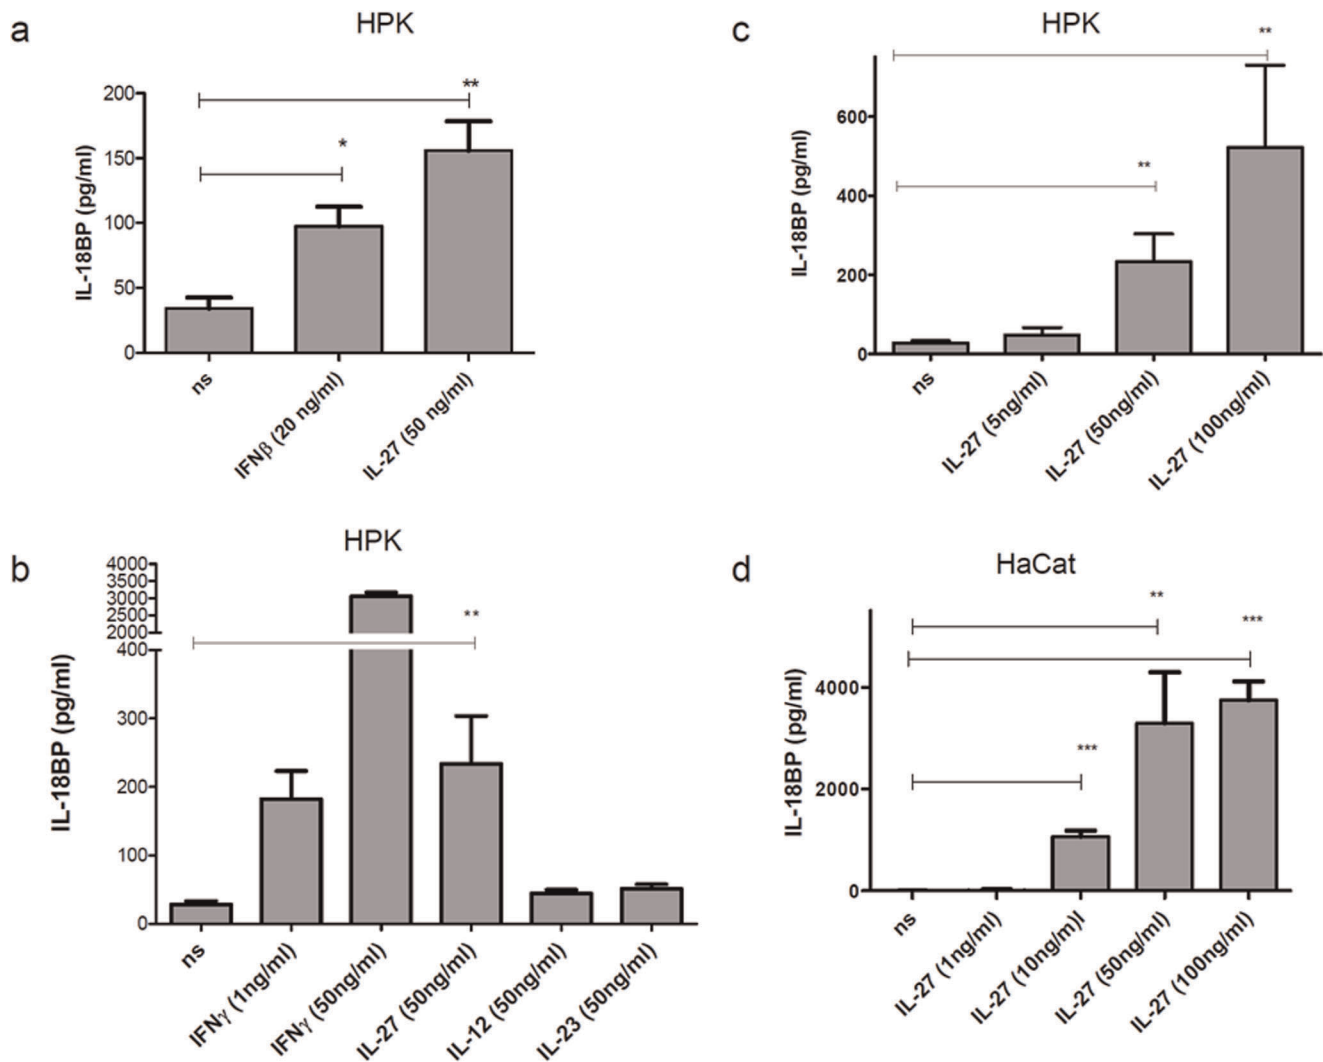 a
HPK
IL-18BP (pg/ml)
200
150
100
50
0
*
**
ns
IFNβ (20 ng/ml)
IL-27 (50 ng/ml)
b
HPK
IL-18BP (pg/ml)
4000
3500
3000
2500
2000
400
300
200
100
0
**
ns
IFNγ (1ng/ml)
IFNγ (50ng/ml)
IL-27 (50ng/ml)
IL-12 (50ng/ml)
IL-23 (50ng/ml)
c
HPK
IL-18BP (pg/ml)
600
400
200
0
**
**
ns
IL-27 (5ng/ml)
IL-27 (50ng/ml)
IL-27 (100ng/ml)
d
HaCat
IL-18BP (pg/ml)
4000
2000
0
**
***
***
ns
IL-27 (1ng/ml)
IL-27 (10ng/m)l
IL-27 (50ng/ml)
IL-27 (100ng/ml)